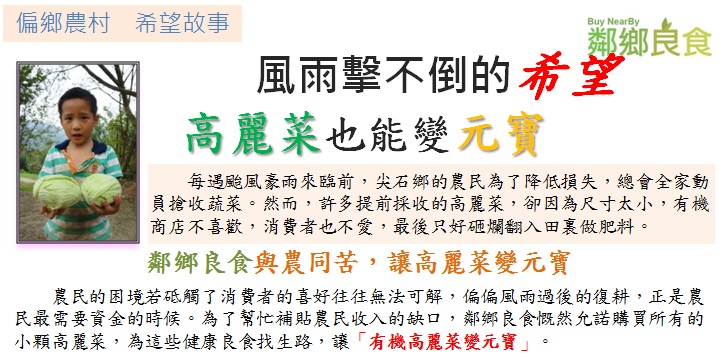 偏鄉農村　希望故事
Buy NearBy
鄰鄉良食
風雨擊不倒的希望
高麗菜也能變元寶
每遇颱風豪雨來臨前，尖石鄉的農民為了降低損失，總會全家動
員搶收蔬菜。然而，許多提前採收的高麗菜，卻因為尺寸太小，有機
商店不喜歡，消費者也不愛，最後只好砸爛翻入田裏做肥料。
鄰鄉良食與農同苦，讓高麗菜變元寶
農民的困境若砥觸了消費者的喜好往往無法可解，偏偏風雨過後的復耕，正是農
民最需要資金的時候。為了幫忙補貼農民收入的缺口，鄰鄉良食慨然允諾購買所有的
小顆高麗菜，為這些健康良食找生路，讓「有機高麗菜變元寶」。